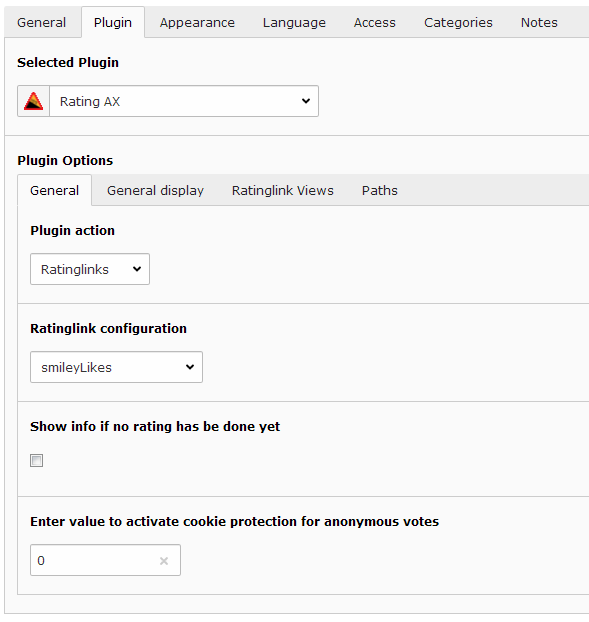 General Plugin Appearance Language Access Categories Notes
Selected Plugin
Rating AX
Plugin Options
General General display Ratinglink Views Paths
Plugin action
Ratinglinks
Ratinglink configuration
smileyLikes
Show info if no rating has be done yet
Enter value to activate cookie protection for anonymous votes
0